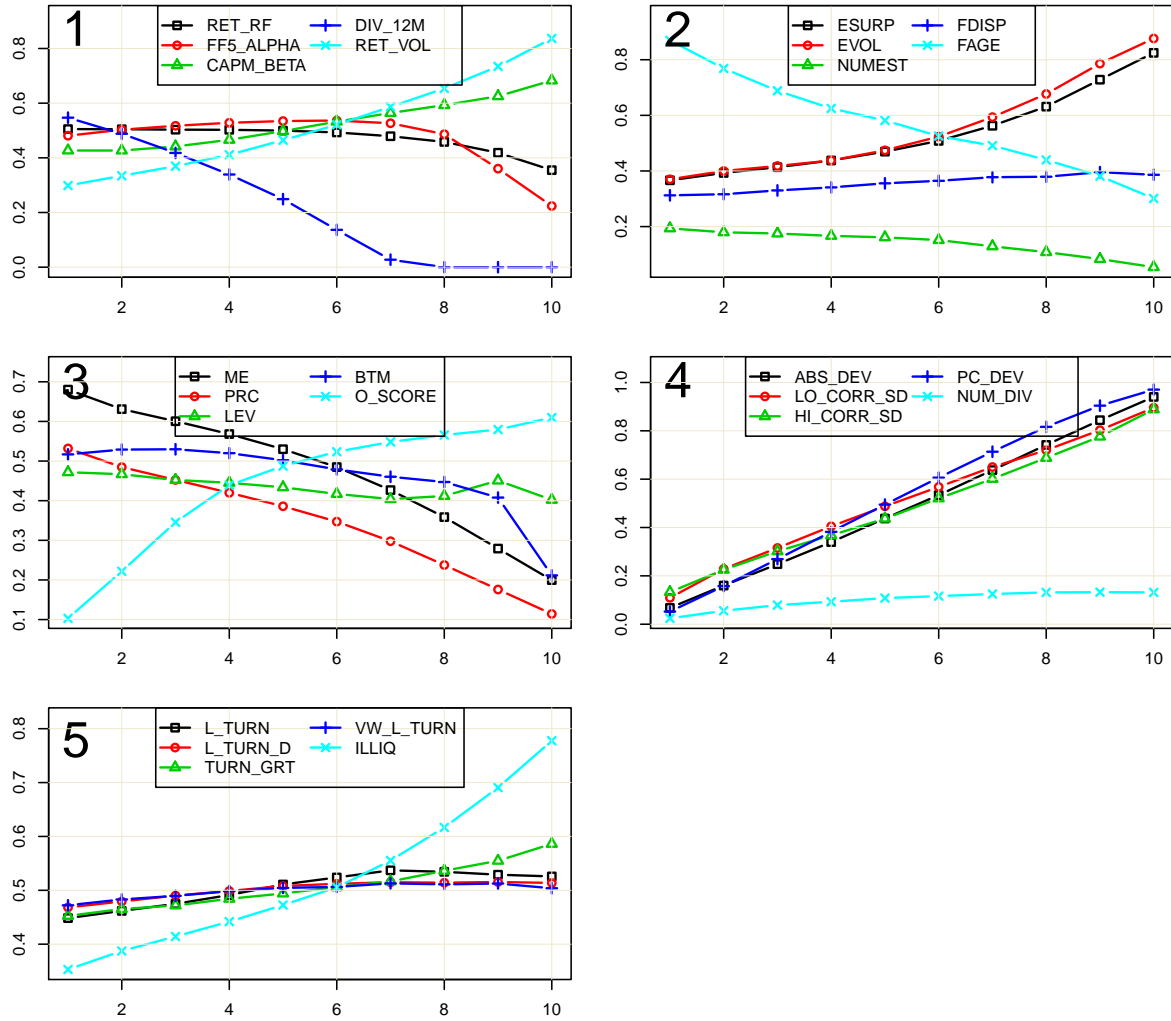 1
RET_RF DIV_12M
FF5_ALPHA RET_VOL
CAPM_BETA
0.8
0.6
0.4
0.2
0.0
2 4 6 8 10
2
ESURP FDISP
EVOL FAGE
NUMEST
0.8
0.6
0.4
0.2
2 4 6 8 10
3
ME BTM
PRC O_SCORE
LEV
0.7
0.6
0.5
0.4
0.3
0.2
0.1
2 4 6 8 10
4
ABS_DEV PC_DEV
LO_CORR_SD NUM_DIV
HI_CORR_SD
1.0
0.8
0.6
0.4
0.2
0.0
2 4 6 8 10
5
L_TURN VW_L_TURN
L_TURN_D ILLIQ
TURN_GRT
0.8
0.7
0.6
0.5
0.4
2 4 6 8 10